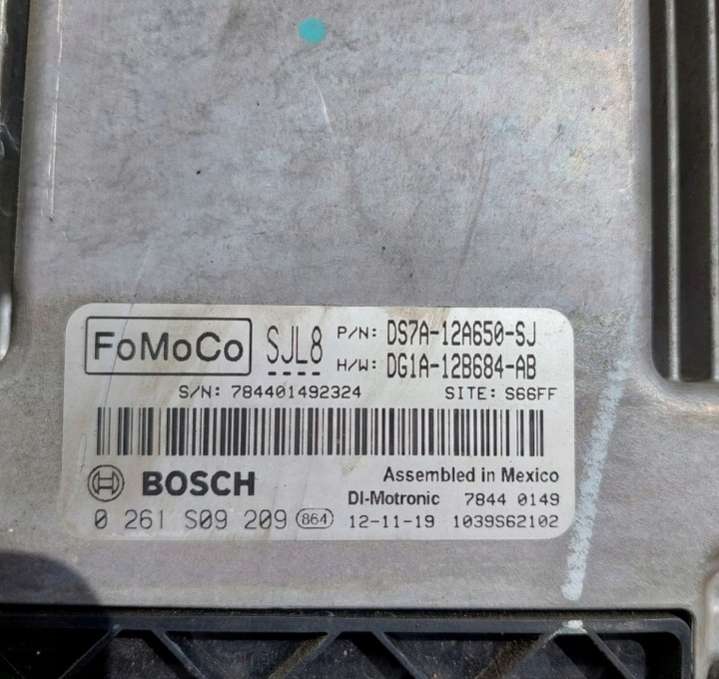 FoMoCo SJL8 P/N: DS7A-12A650-SJ
H/W: DG1A-12B684-AB
S/N: 784401492324 SITE: S66FF
BOSCH Assembled in Mexico
DI-Motronic 7844 0149
0 261 S09 209 864 12-11-19 1039S62102